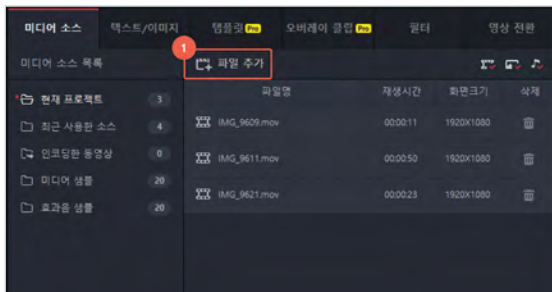 미디어 소스 텍스트/이미지 템플릿 Pro 오버레이 클립 Pro 필터 영상 전환
1
미디어 소스 목록 파일 추가
파일명 재생시간 화면크기 삭제
현재 프로젝트 3
IMG_9609.mov 00:00:11 1920X1080
최근 사용한 소스 4
인코딩한 동영상 0
IMG_9611.mov 00:00:50 1920X1080
미디어 샘플 20
IMG_9621.mov 00:00:23 1920X1080
효과음 샘플 20